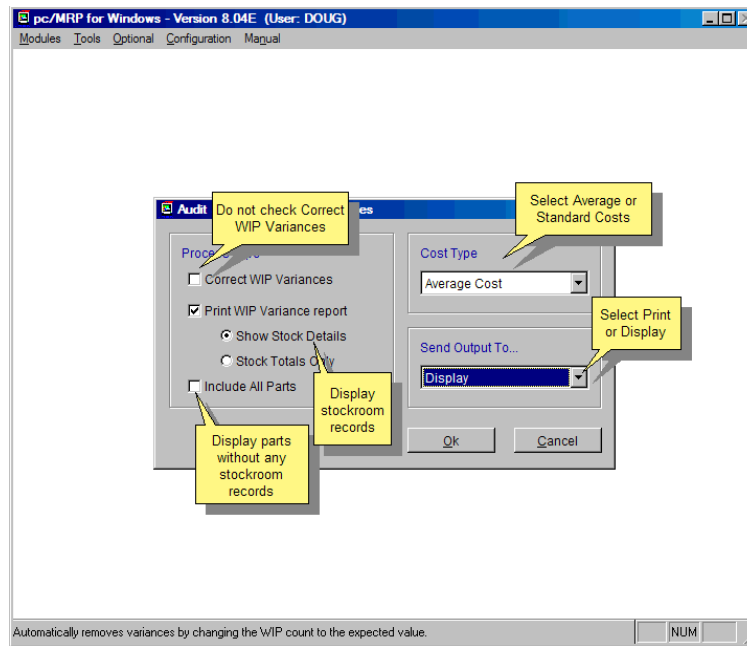 pc/MRP for Windows - Version 8.04E (User: DOUG)
Modules Tools Optional Configuration Manual
Audit
es
Do not check Correct
WIP Variances
Select Average or
Standard Costs
Correct WIP Variances
Print WIP Variance report
Show Stock Details
Stock Totals Only
Include All Parts
Cost Type
Average Cost
Select Print
or Display
Send Output To...
Display
Display
stockroom
records
Display parts
without any
stockroom
records
Ok
Cancel
Automatically removes variances by changing the WIP count to the expected value.
NUM